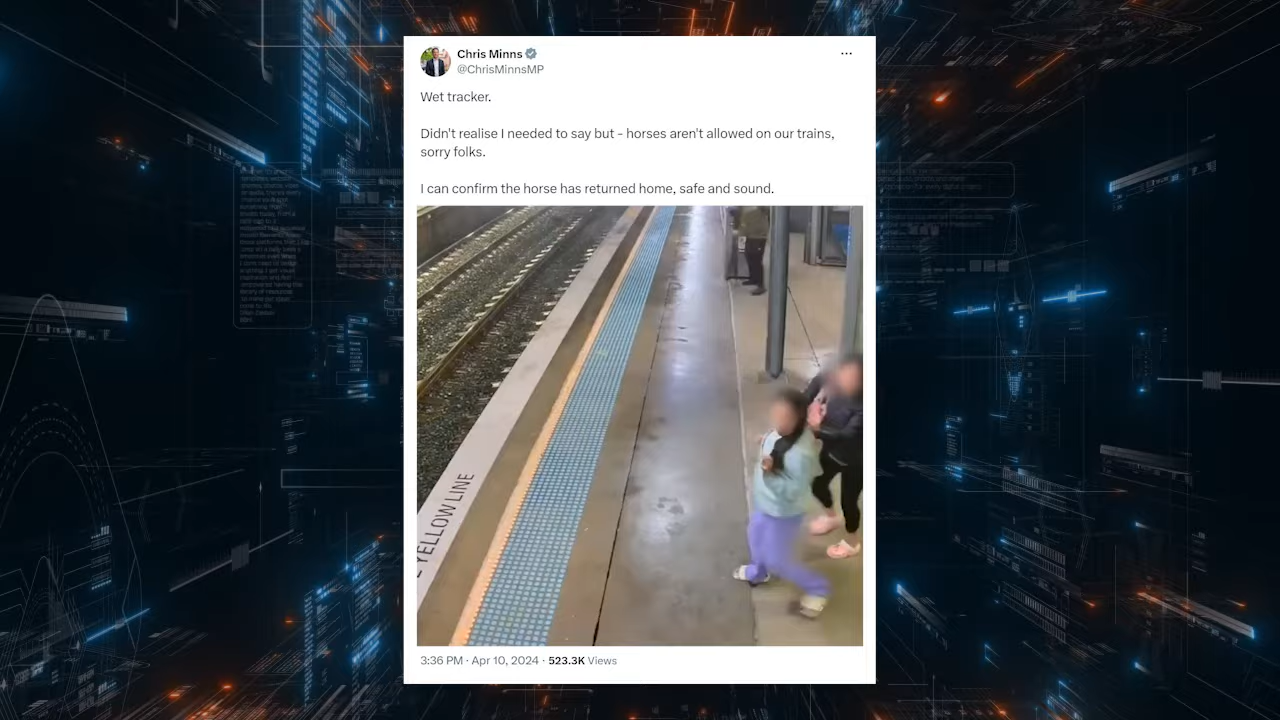 Chris Minns
@ChrisMinnsMP
Wet tracker.
Didn't realise I needed to say but - horses aren't allowed on our trains,
sorry folks.
I can confirm the horse has returned home, safe and sound.
YELLOW LINE
3:36 PM · Apr 10, 2024 · 523.3K Views